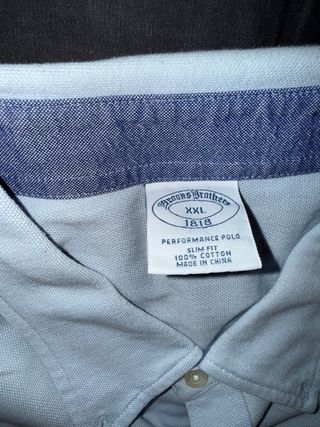 Brooks Brothers
XXL
1818
PERFORMANCE POLO
SLIM FIT
100% COTTON
MADE IN CHINA